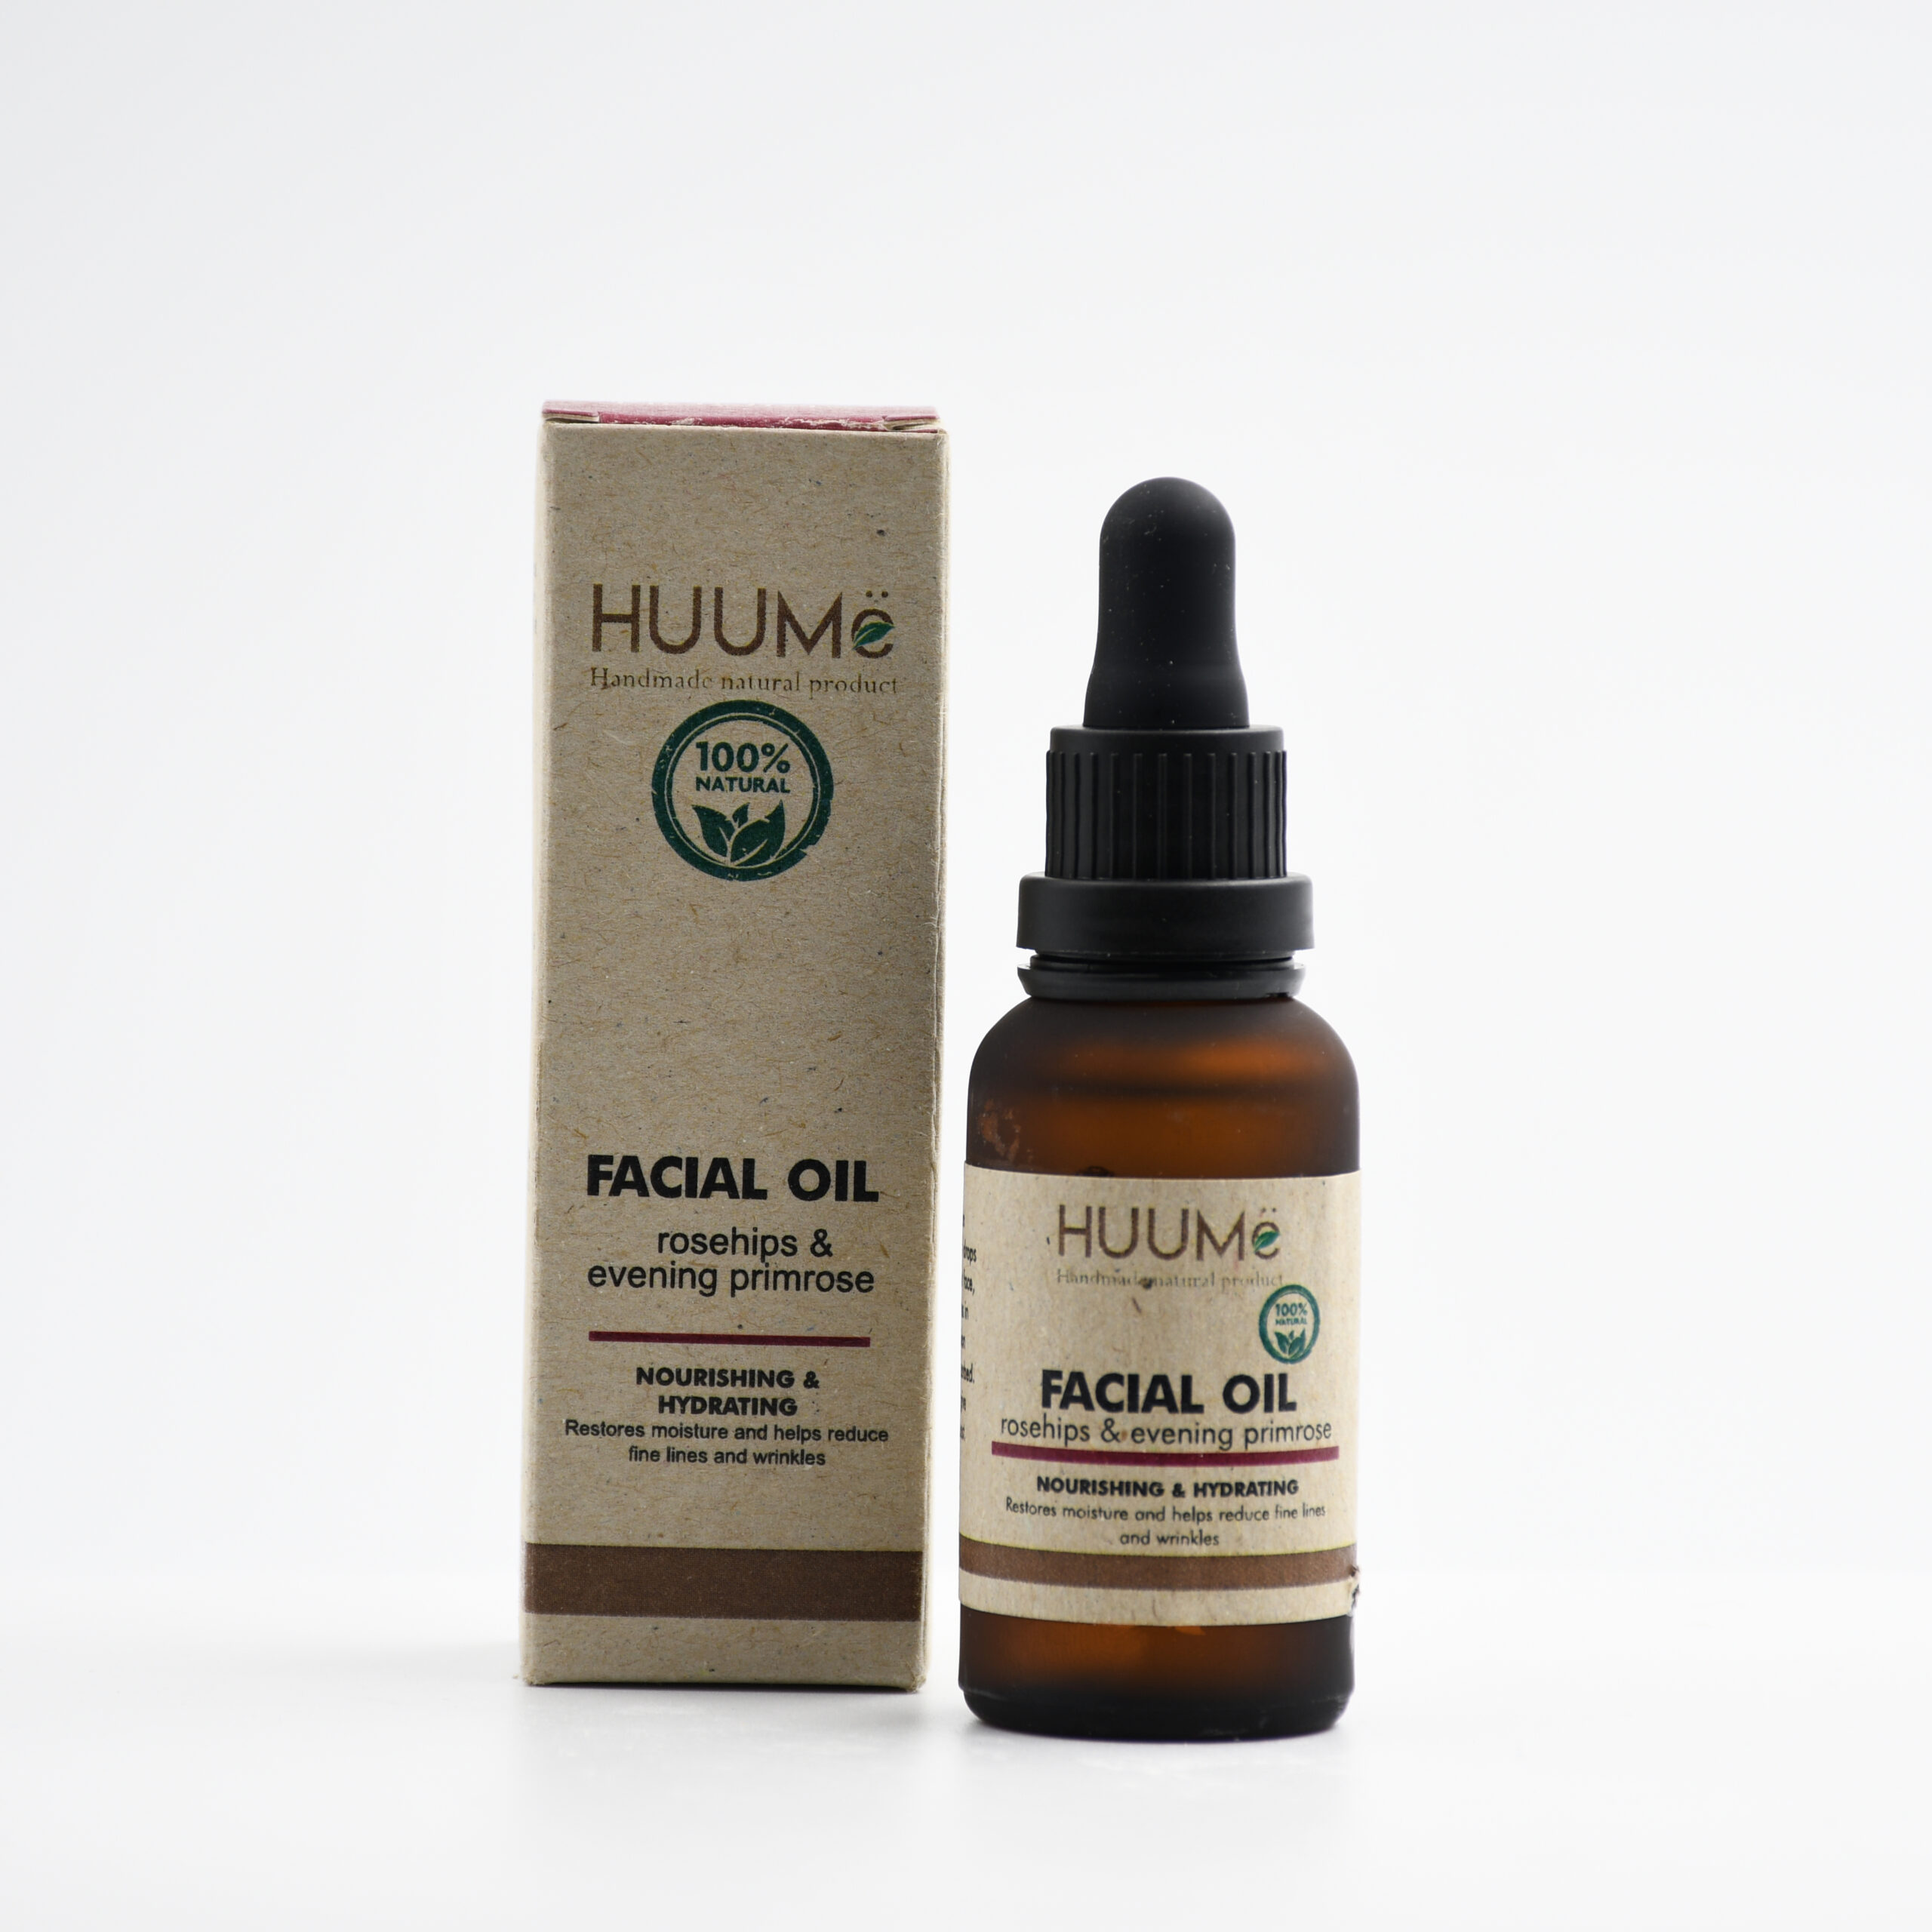 HUUMë
Handmade natural product
100%
NATURAL
FACIAL OIL
rosehips &
evening primrose
NOURISHING &
HYDRATING
Restores moisture and helps reduce
fine lines and wrinkles
HUUMë
Handmade natural product
100%
NATURAL
FACIAL OIL
rosehips & evening primrose
NOURISHING & HYDRATING
Restores moisture and helps reduce fine lines
and wrinkles